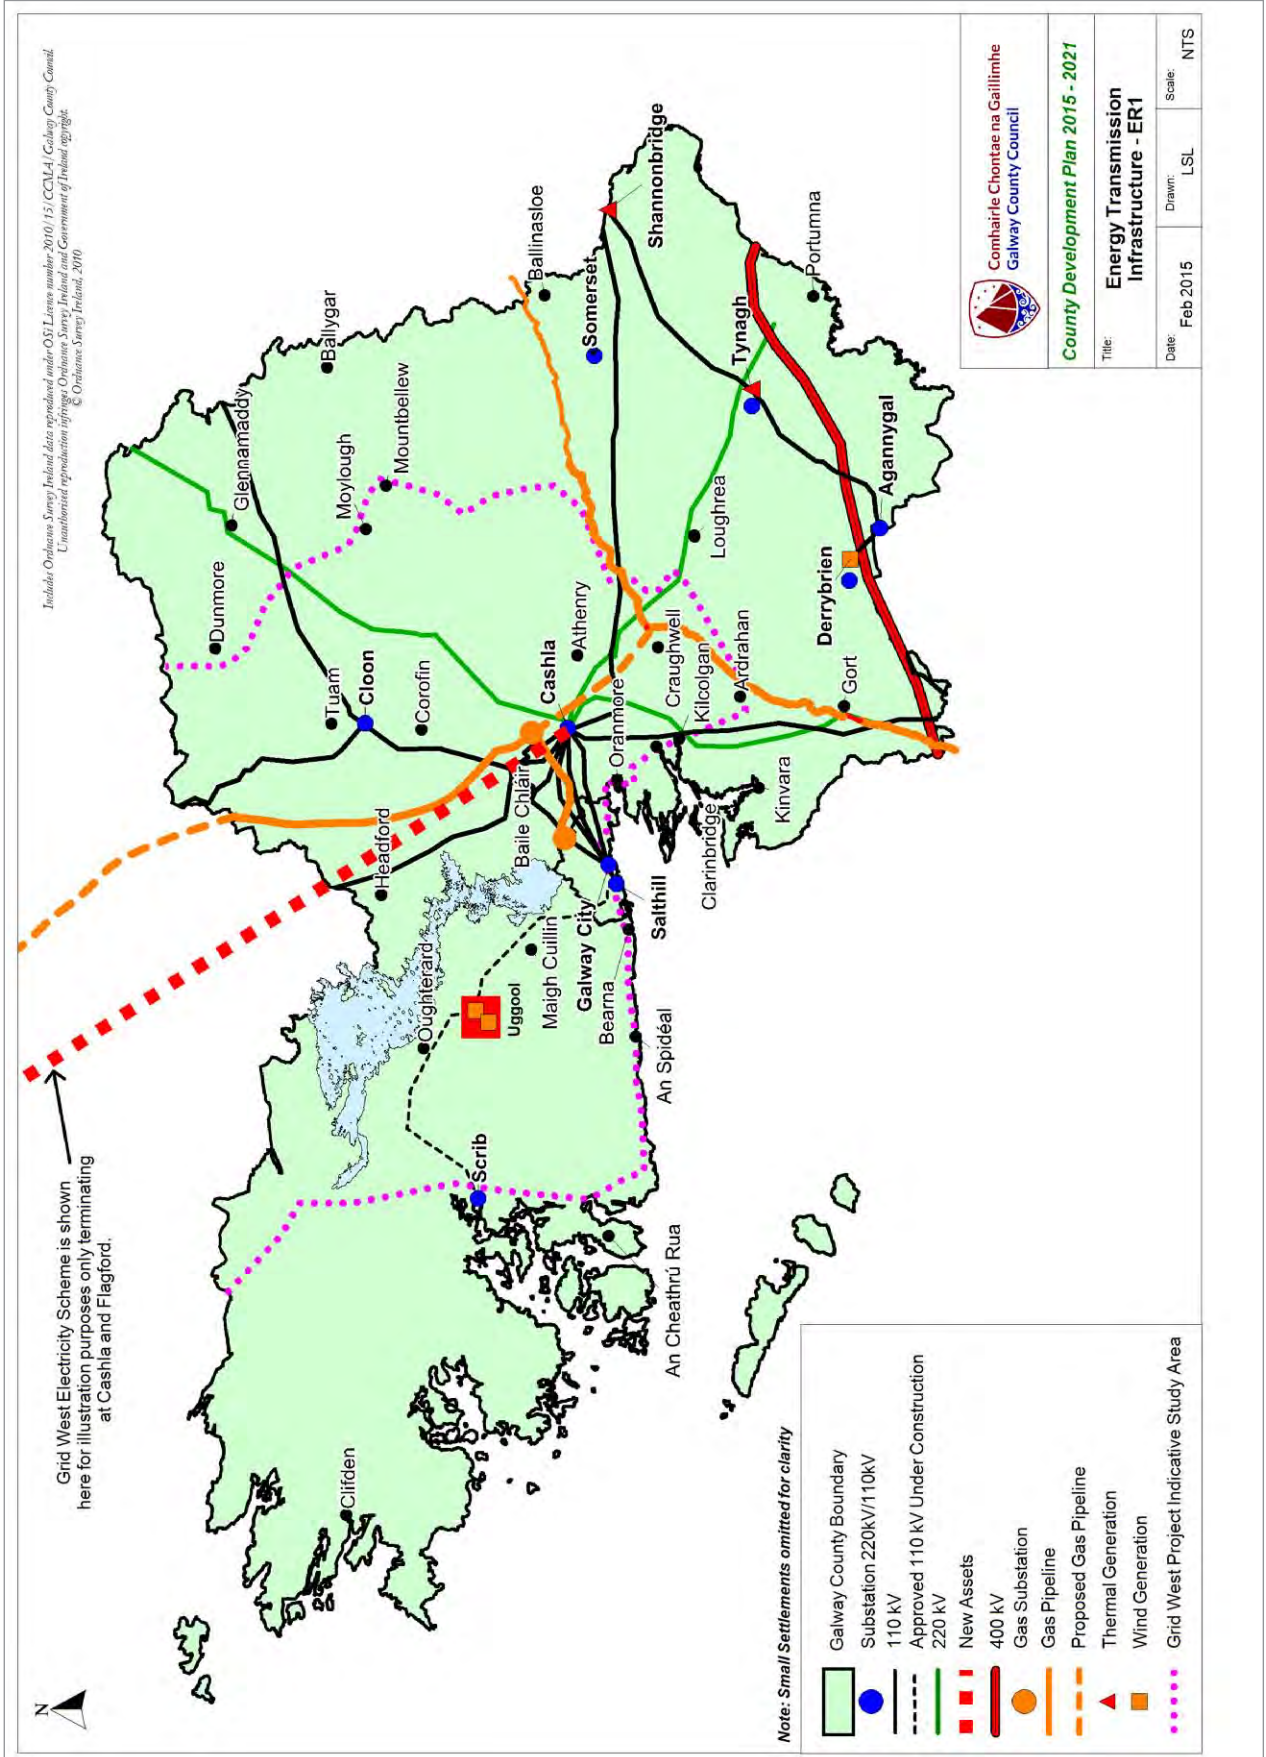 Includes Ordnance Survey Ireland data reproduced under OSi Licence number 2010/15/CCMA/Galway County Council.
Unauthorised reproduction infringes Ordnance Survey Ireland and Government of Ireland copyright.
© Ordnance Survey Ireland, 2010
N
Grid West Electricity Scheme is shown
here for illustration purposes only terminating
at Cashla and Flagford.
Glennamaddy
Ballygar
Dunmore
Moylough
Mountbellew
Tuam
Cloon
Corofin
Headford
Ballinasloe
Somerset
Shannonbridge
Cashla
Athenry
Baile Chláir
Oughterard
Clifden
Scrib
Uggool
Maigh Cuillin
Galway City
Bearna
Salthill
An Spidéal
Oranmore
Craughwell
Kilcolgan
Clarinbridge
Loughrea
Tynagh
Portumna
Ardrahan
Kinvara
Derrybrien
Gort
Agannygal
An Cheathrú Rua
Note: Small Settlements omitted for clarity
Galway County Boundary
Substation 220kV/110kV
110 kV
Approved 110 kV Under Construction
220 kV
New Assets
400 kV
Gas Substation
Gas Pipeline
Proposed Gas Pipeline
Thermal Generation
Wind Generation
Grid West Project Indicative Study Area
Comhairle Chontae na Gaillimhe
Galway County Council
County Development Plan 2015 - 2021
Title:
Energy Transmission
Infrastructure - ER1
Date:
Feb 2015
Drawn:
LSL
Scale:
NTS